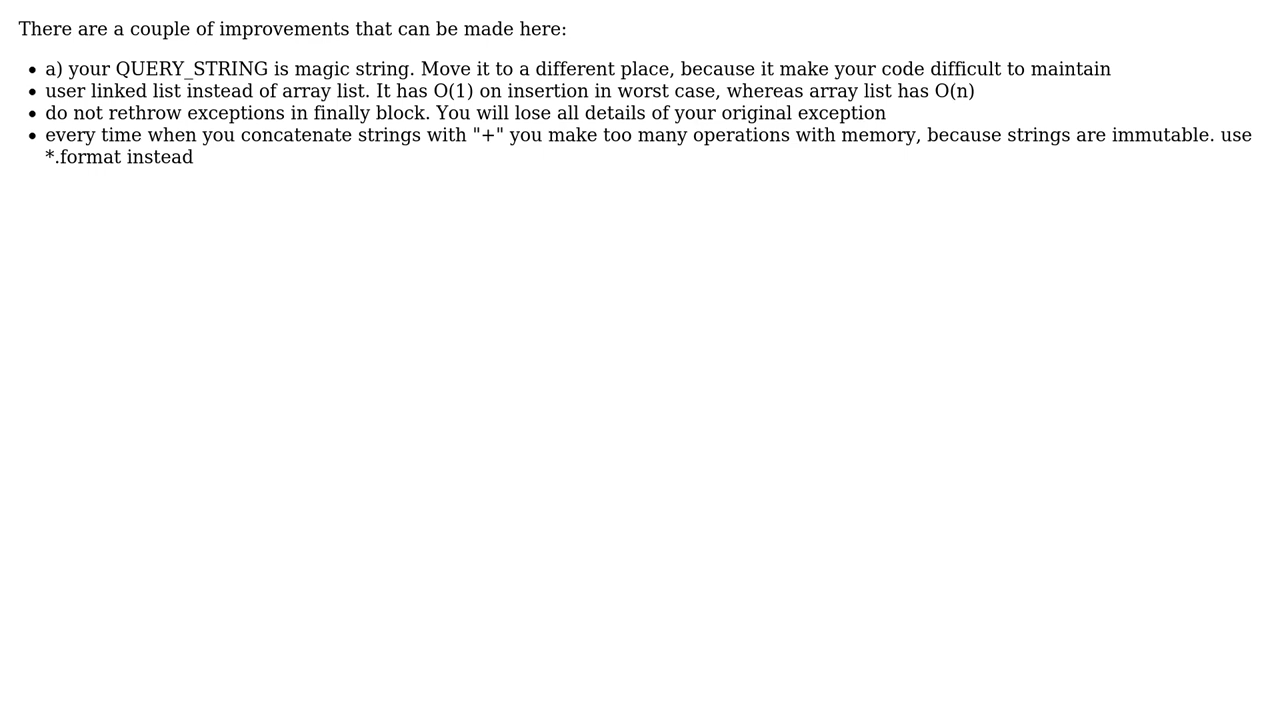 There are a couple of improvements that can be made here:
• a) your QUERY_STRING is magic string. Move it to a different place, because it make your code difficult to maintain
• user linked list instead of array list. It has O(1) on insertion in worst case, whereas array list has O(n)
• do not rethrow exceptions in finally block. You will lose all details of your original exception
• every time when you concatenate strings with "+" you make too many operations with memory, because strings are immutable. use
*.format instead